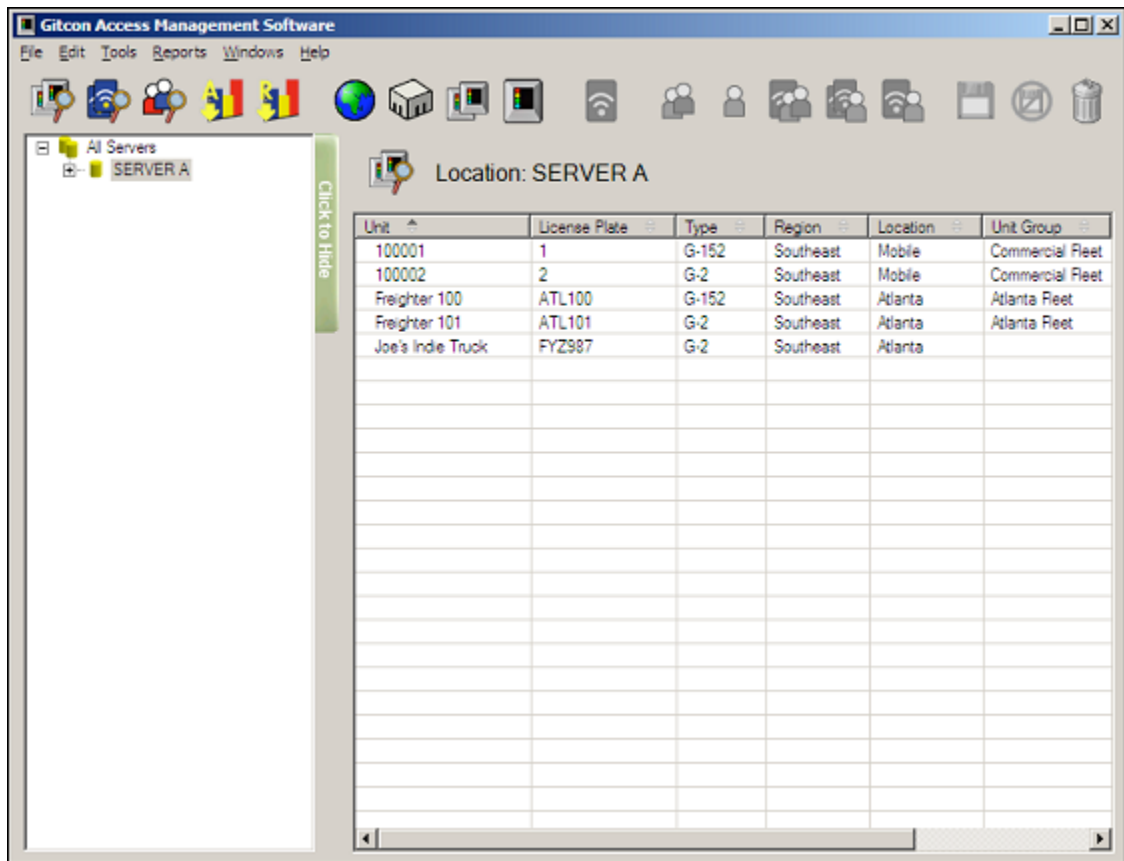 Gitcon Access Management Software
File Edit Tools Reports Windows Help
A
R
All Servers
SERVER A
Click to Hide
Location: SERVER A
Unit License Plate Type Region Location Unit Group
100001 1 G-152 Southeast Mobile Commercial Fleet
100002 2 G-2 Southeast Mobile Commercial Fleet
Freighter 100 ATL100 G-152 Southeast Atlanta Atlanta Fleet
Freighter 101 ATL101 G-2 Southeast Atlanta Atlanta Fleet
Joe's Indie Truck FYZ987 G-2 Southeast Atlanta